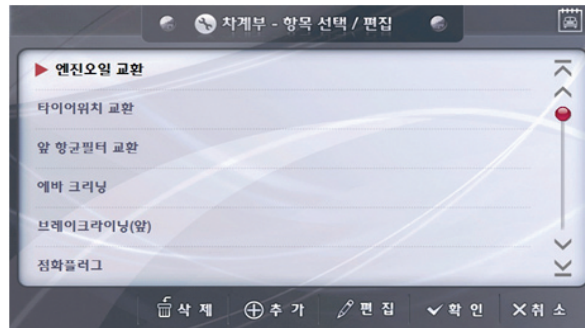 차계부 - 항목 선택 / 편집
엔진오일 교환
타이어위치 교환
앞 항균필터 교환
에바 크리닝
브레이크라이닝(앞)
점화플러그
삭 제 추 가 편 집 확 인 취 소